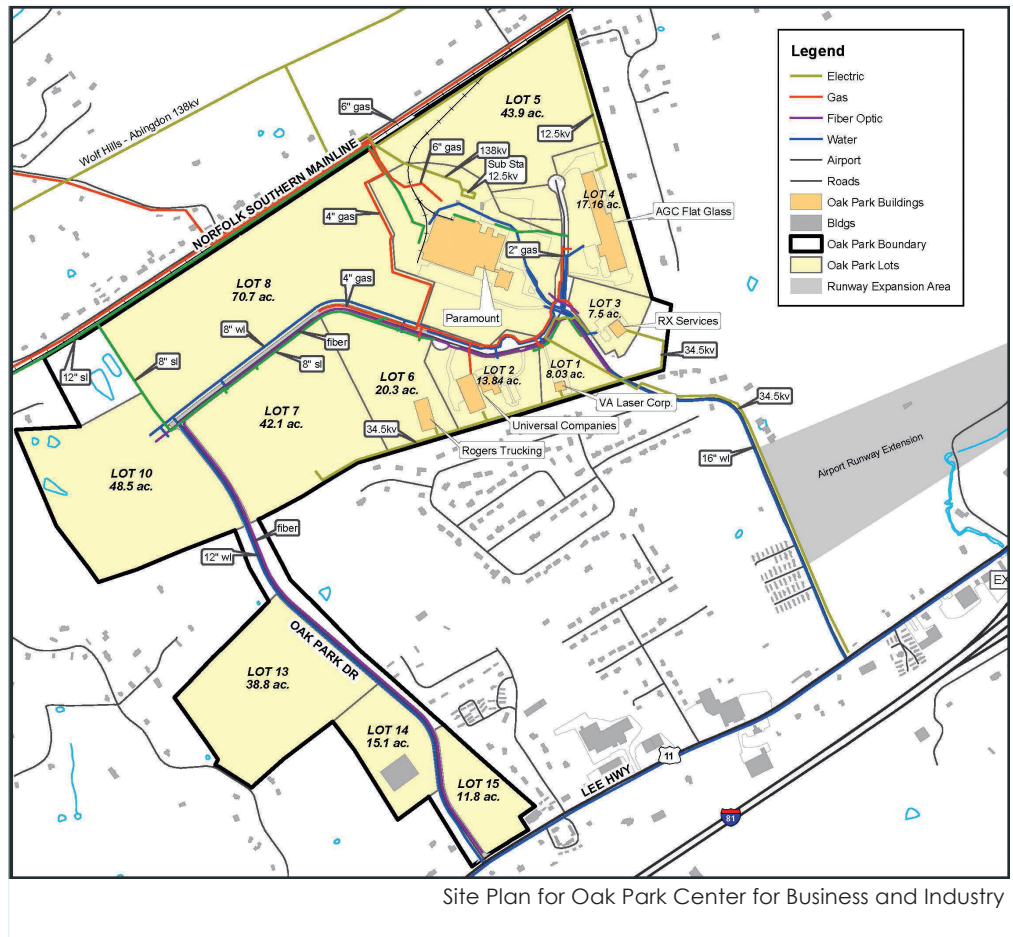 Legend
Electric
Gas
Fiber Optic
Water
Airport
Roads
Oak Park Buildings
Bldgs
Oak Park Boundary
Oak Park Lots
Runway Expansion Area
Wolf Hills - Abingdon 138kv
NORFOLK SOUTHERN MAINLINE
6" gas
LOT 5
43.9 ac.
12.5kv
6" gas
138kv
Sub Sta
12.5kv
4" gas
LOT 4
17.16 ac.
AGC Flat Glass
2" gas
LOT 8
70.7 ac.
4" gas
LOT 3
7.5 ac.
Paramount
RX Services
8" wl
fiber
8" sl
12" sl
8" sl
34.5kv
LOT 1
8.03 ac.
LOT 2
13.84 ac.
LOT 6
20.3 ac.
VA Laser Corp.
34.5kv
LOT 7
42.1 ac.
Universal Companies
34.5kv
Rogers Trucking
16" wl
Airport Runway Extension
LOT 10
48.5 ac.
fiber
12" wl
EX
OAK PARK DR
LOT 13
38.8 ac.
LOT 14
15.1 ac.
11
LEE HWY
LOT 15
11.8 ac.
81
Site Plan for Oak Park Center for Business and Industry